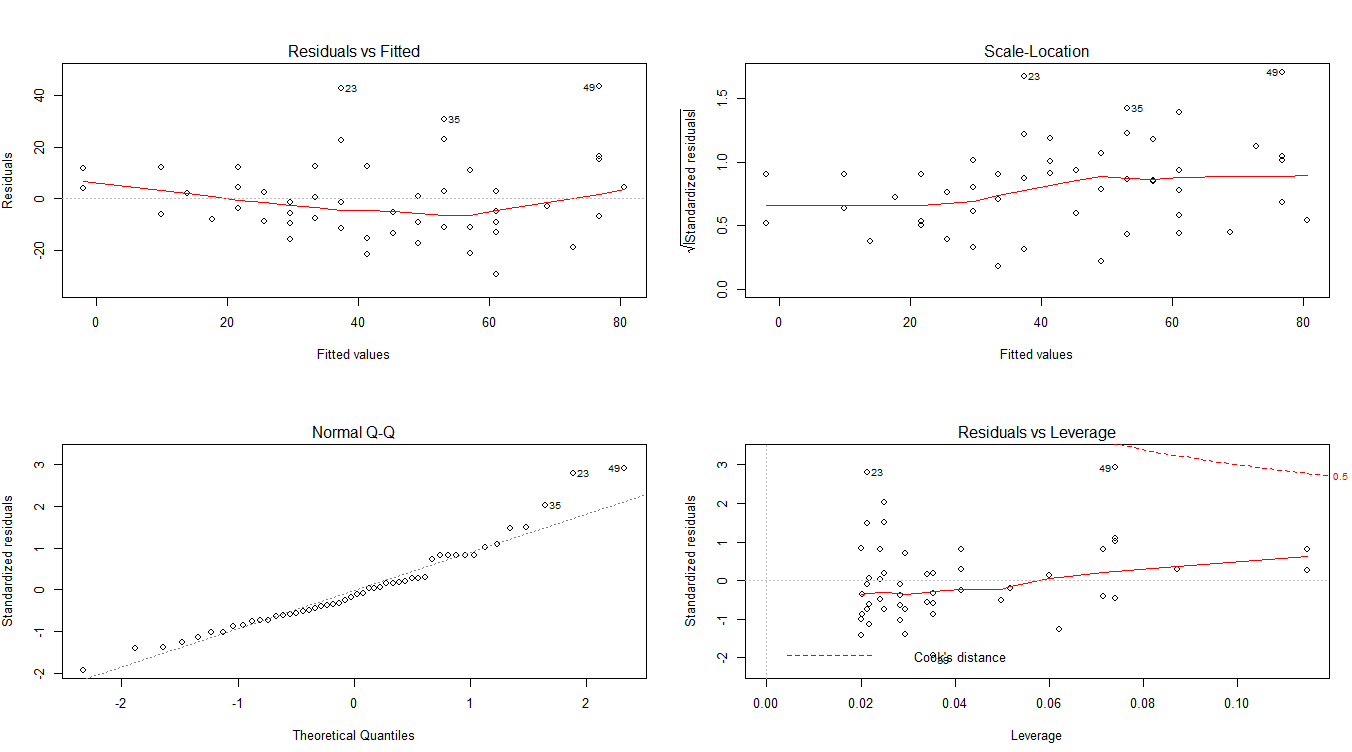 Residuals vs Fitted
Residuals
40
20
0
-20
23
35
49
0 20 40 60 80
Fitted values
Scale-Location
√|Standardized residuals|
1.5
1.0
0.5
0.0
23
35
49
0 20 40 60 80
Fitted values
Normal Q-Q
Standardized residuals
3
2
1
0
-1
-2
49
23
35
-2 -1 0 1 2
Theoretical Quantiles
Residuals vs Leverage
Standardized residuals
3
2
1
0
-1
-2
23
49
0.5
Cook's distance
0.00 0.02 0.04 0.06 0.08 0.10
Leverage